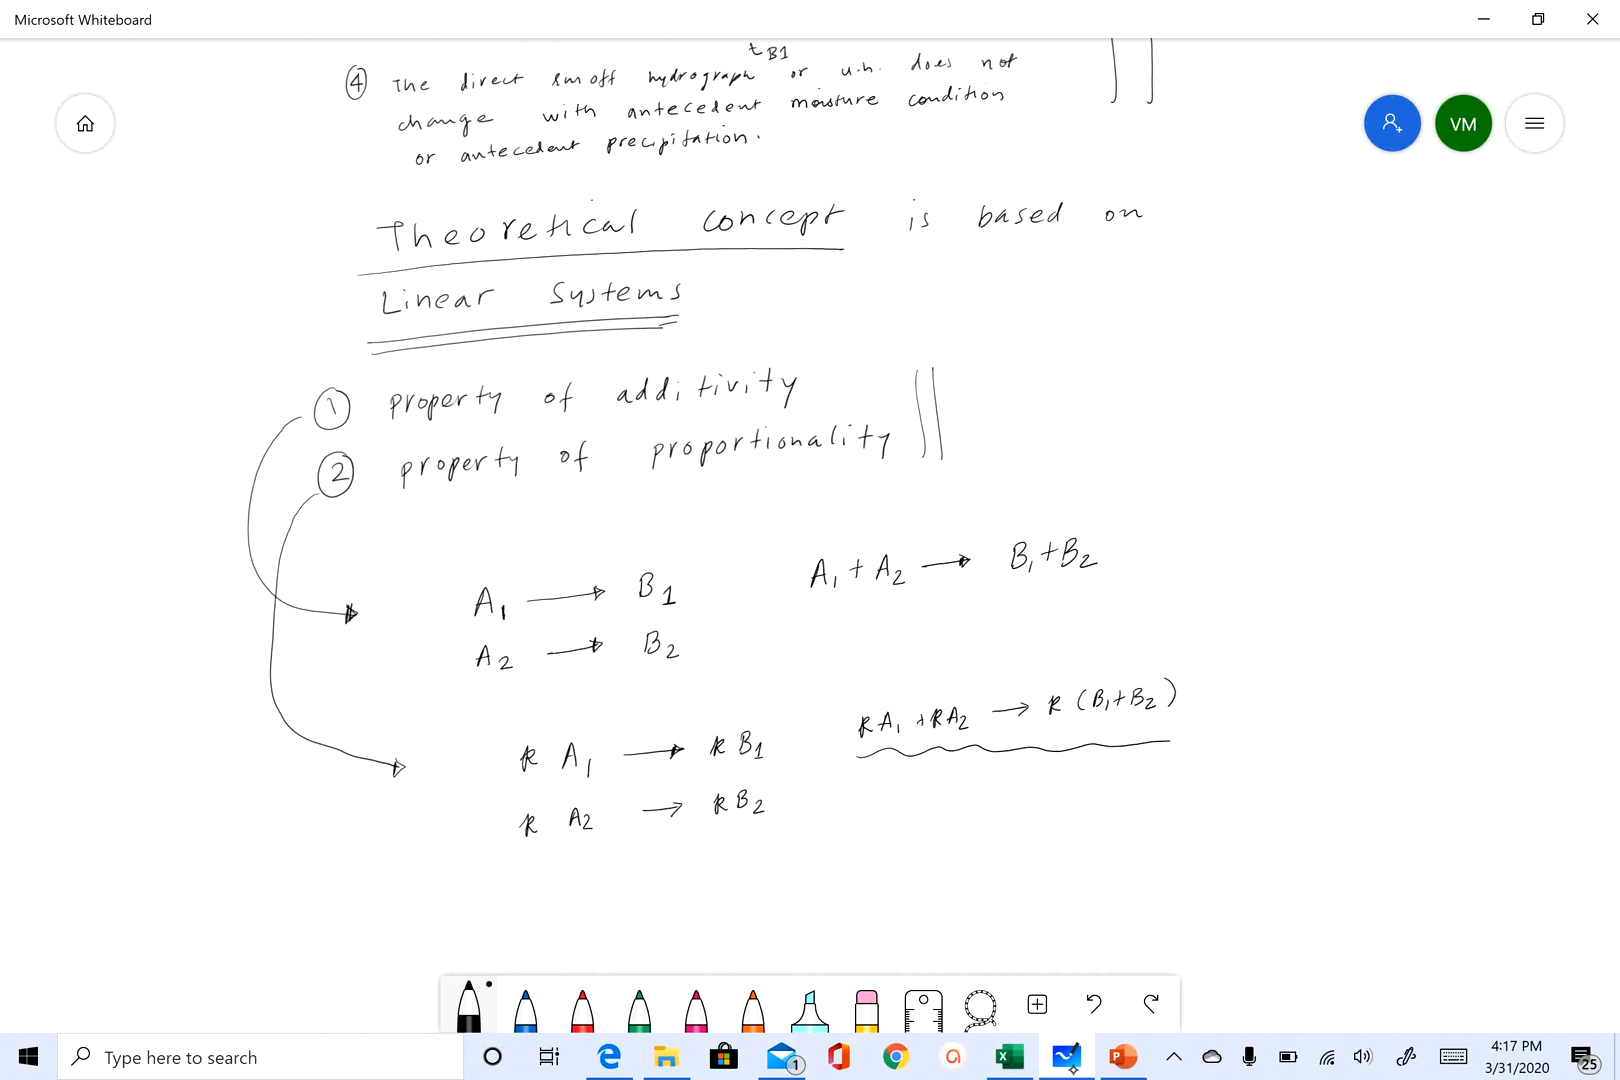 Microsoft Whiteboard
t B1
④ The direct runoff hydrograph or u.h. does not
change with antecedent moisture condition
or antecedent precipitation.
VM
Theoretical concept is based on
Linear Systems
① property of additivity
② property of proportionality
A₁ → B₁ A₁ + A₂ → B₁+B₂
A₂ → B₂
k A₁ → k B₁ kA₁ + kA₂ → k (B₁+B₂)
k A₂ → k B₂
Type here to search
1
4:17 PM
3/31/2020
25